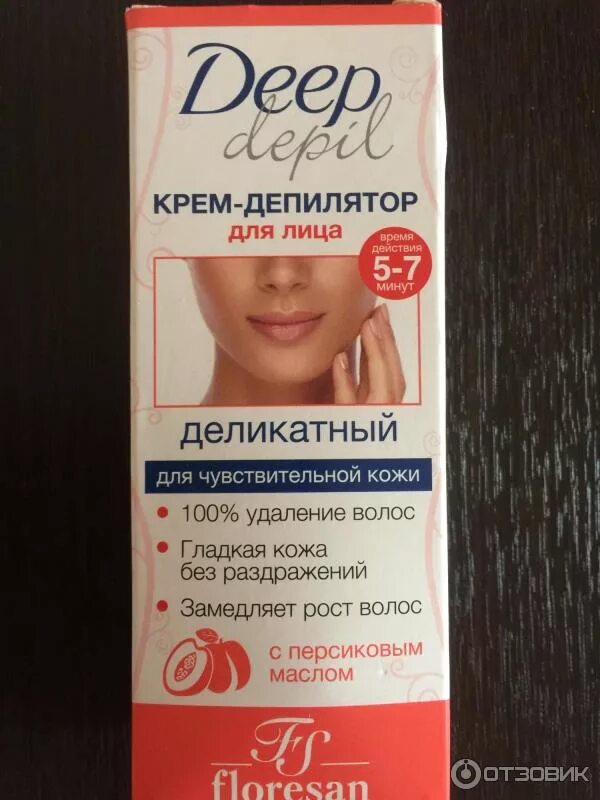 Deep
depil
КРЕМ-ДЕПИЛЯТОР
для лица
время
действия
5-7
минут
деликатный
для чувствительной кожи
• 100% удаление волос
• Гладкая кожа
без раздражений
• Замедляет рост волос
с персиковым
маслом
FS
floresan
ОТЗОВИК